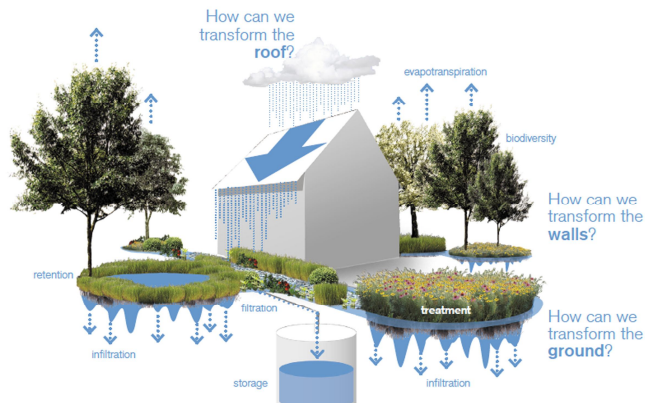 How can we
transform the
roof?
evapotranspiration
biodiversity
How can we
transform the
walls?
retention
treatment
filtration
How can we
transform the
ground?
infiltration
storage
infiltration